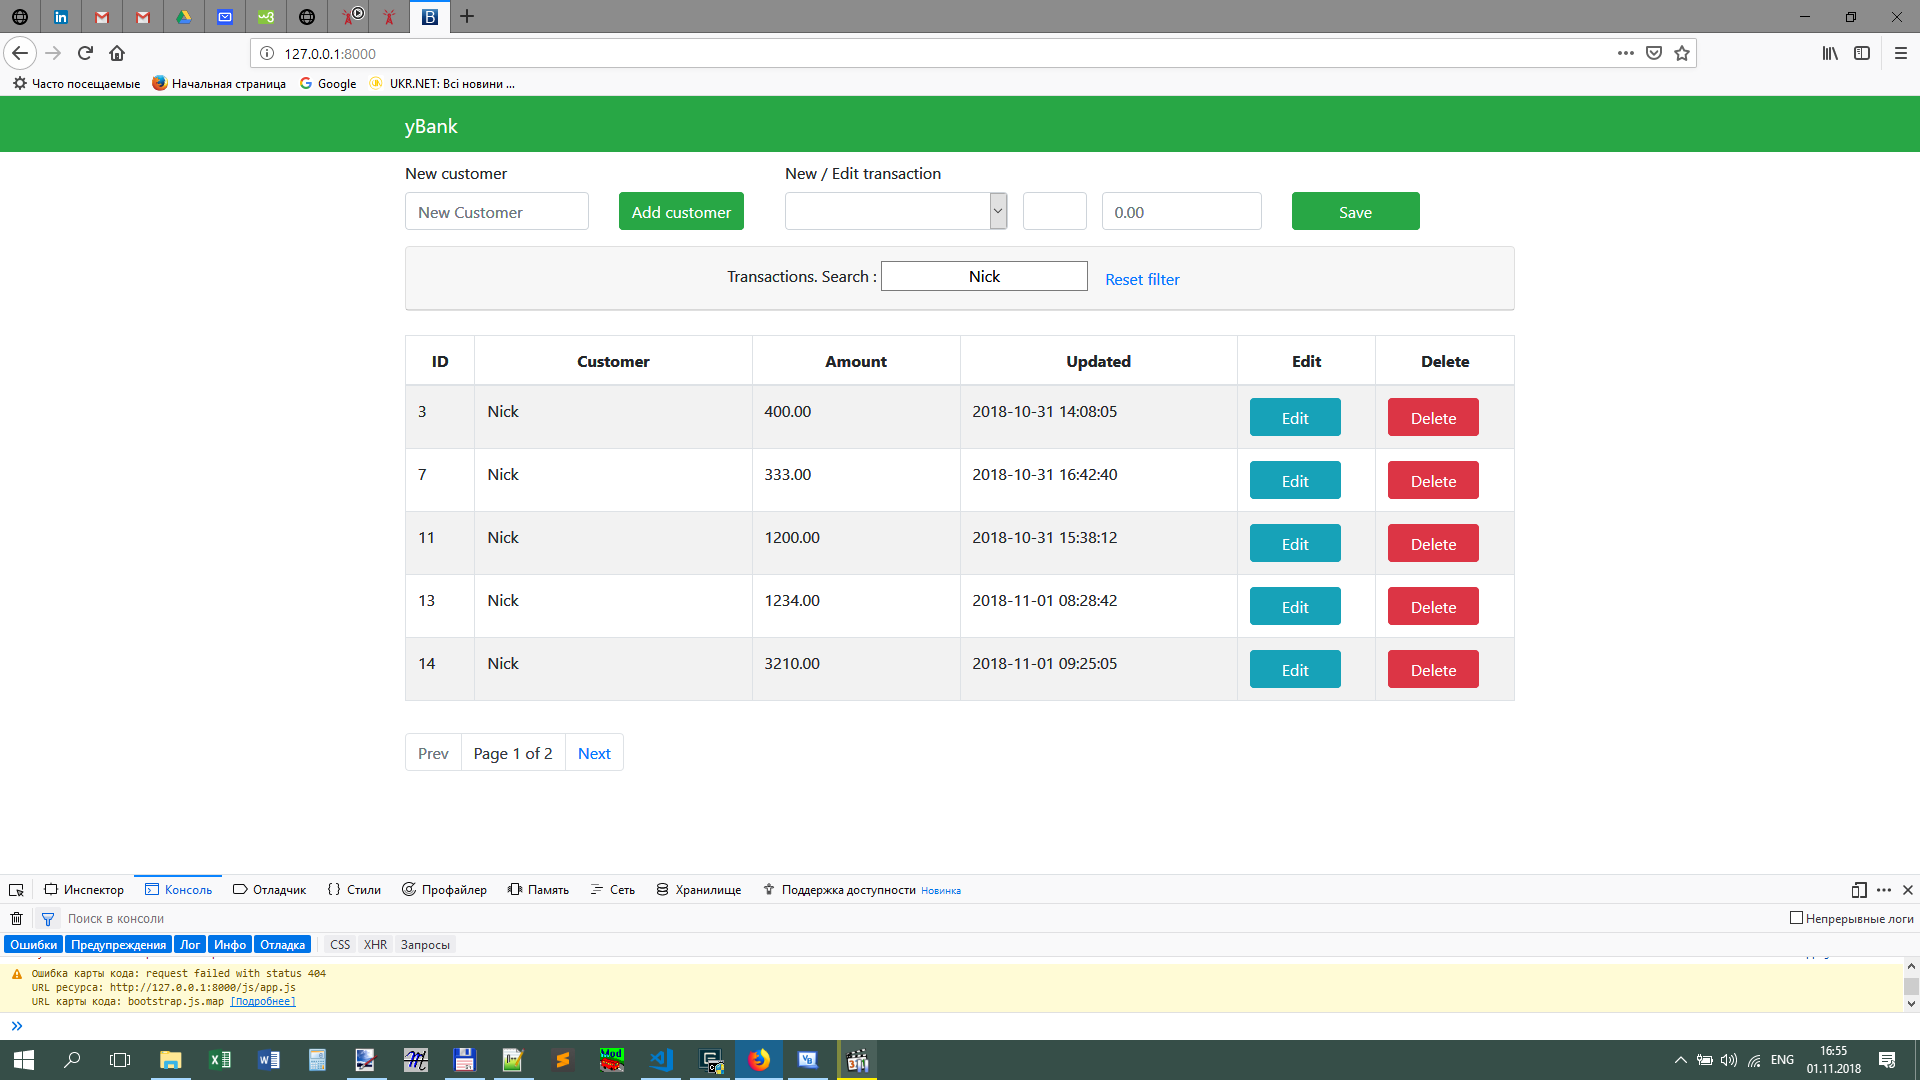 127.0.0.1:8000
Часто посещаемые Начальная страница Google UKR.NET: Всі новини ...
yBank
New customer New / Edit transaction
New Customer Add customer 0.00 Save
Transactions. Search : Nick Reset filter
ID Customer Amount Updated Edit Delete
3 Nick 400.00 2018-10-31 14:08:05 Edit Delete
7 Nick 333.00 2018-10-31 16:42:40 Edit Delete
11 Nick 1200.00 2018-10-31 15:38:12 Edit Delete
13 Nick 1234.00 2018-11-01 08:28:42 Edit Delete
14 Nick 3210.00 2018-11-01 09:25:05 Edit Delete
Prev Page 1 of 2 Next
Инспектор Консоль Отладчик Стили Профайлер Память Сеть Хранилище Поддержка доступности Новинка
Поиск в консоли Непрерывные логи
Ошибки Предупреждения Лог Инфо Отладка CSS XHR Запросы
Ошибка карты кода: request failed with status 404
URL ресурса: http://127.0.0.1:8000/js/app.js
URL карты кода: bootstrap.js.map [Подробнее]
ENG 16:55
01.11.2018